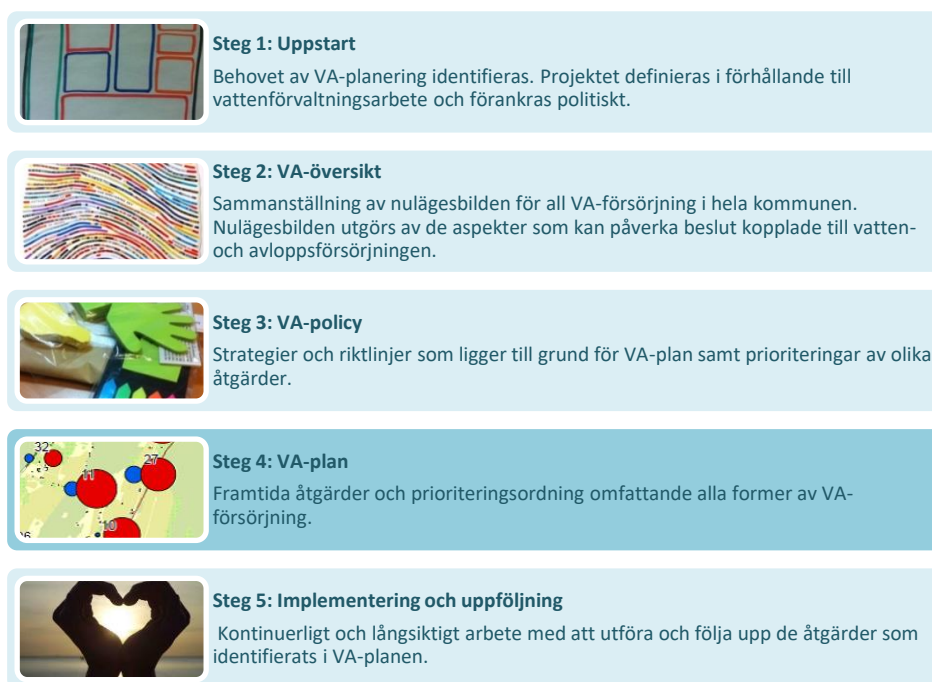 Steg 1: Uppstart
Behovet av VA-planering identifieras. Projektet definieras i förhållande till
vattenförvaltningsarbete och förankras politiskt.
Steg 2: VA-översikt
Sammanställning av nulägesbilden för all VA-försörjning i hela kommunen.
Nulägesbilden utgörs av de aspekter som kan påverka beslut kopplade till vatten-
och avloppsförsörjningen.
Steg 3: VA-policy
Strategier och riktlinjer som ligger till grund för VA-plan samt prioriteringar av olika
åtgärder.
32
11
27
10
Steg 4: VA-plan
Framtida åtgärder och prioriteringsordning omfattande alla former av VA-
försörjning.
Steg 5: Implementering och uppföljning
Kontinuerligt och långsiktigt arbete med att utföra och följa upp de åtgärder som
identifierats i VA-planen.